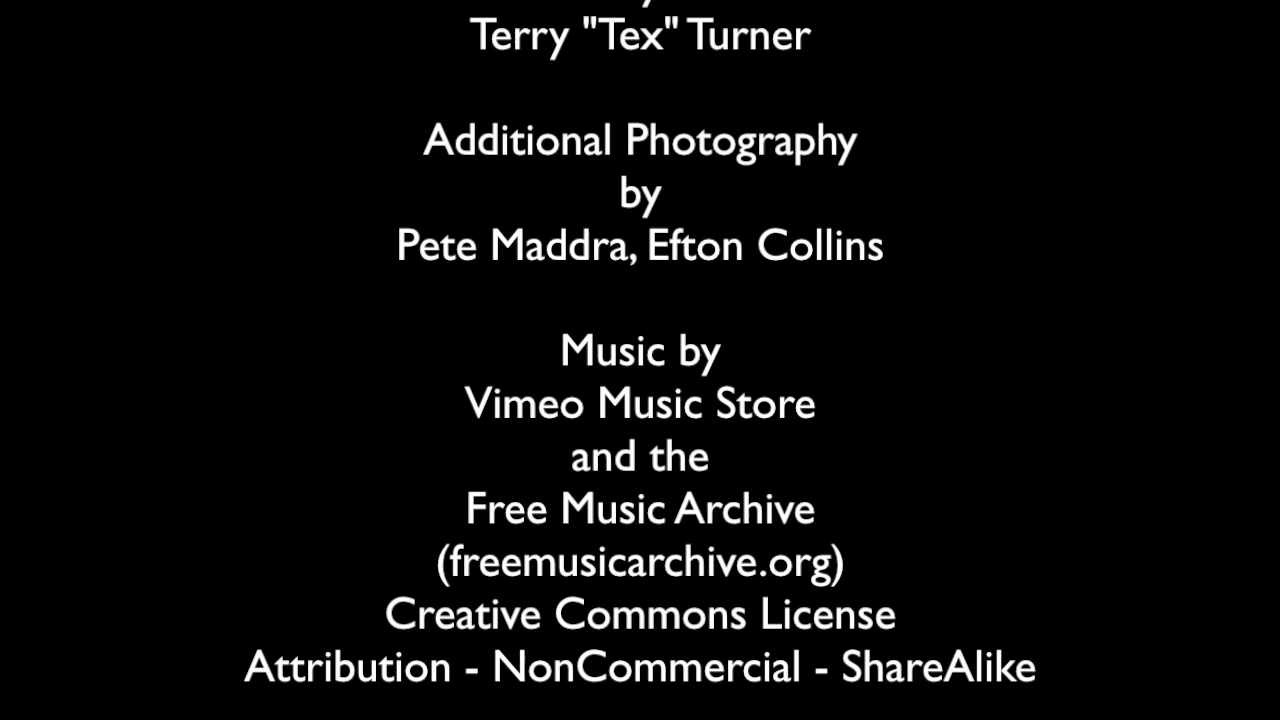 Terry "Tex" Turner
Additional Photography
by
Pete Maddra, Efton Collins
Music by
Vimeo Music Store
and the
Free Music Archive
(freemusicarchive.org)
Creative Commons License
Attribution - NonCommercial - ShareAlike